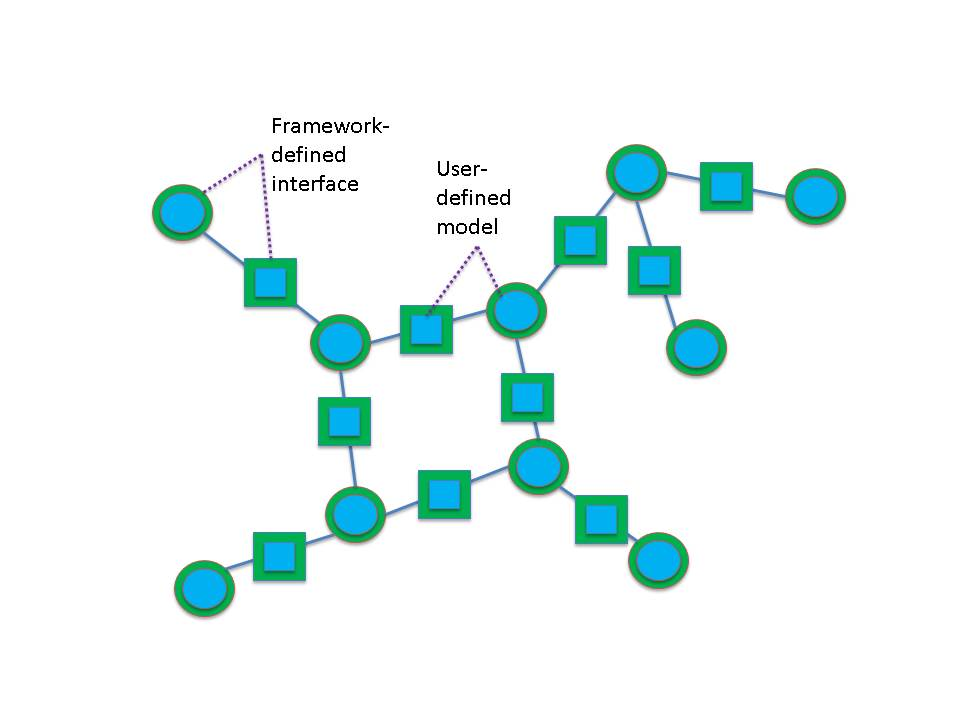 Framework-
defined
interface
User-
defined
model